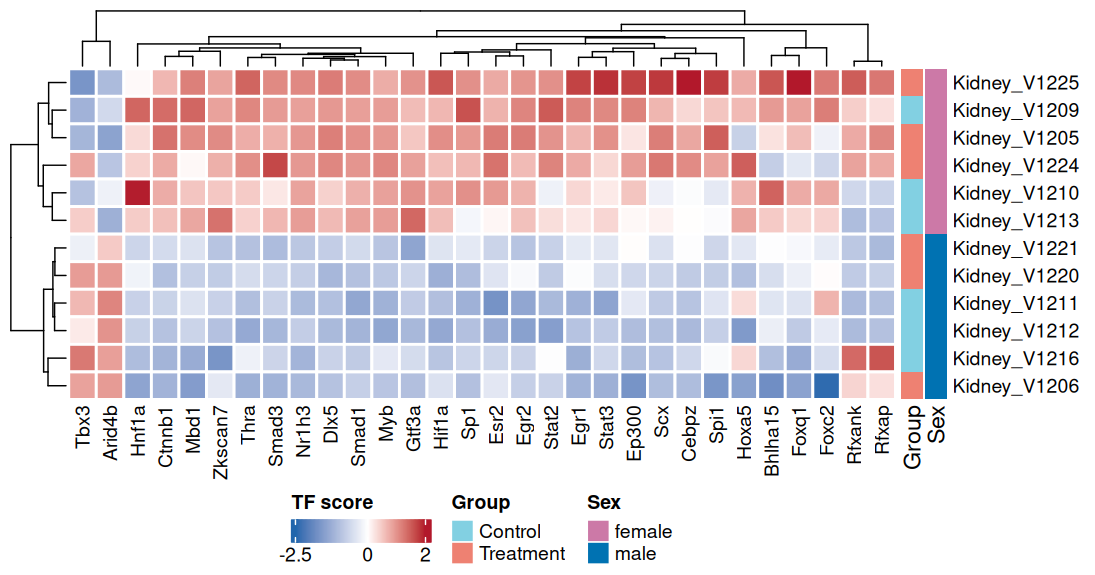 Kidney_V1225
Kidney_V1209
Kidney_V1205
Kidney_V1224
Kidney_V1210
Kidney_V1213
Kidney_V1221
Kidney_V1220
Kidney_V1211
Kidney_V1212
Kidney_V1216
Kidney_V1206
Tbx3
Arid4b
Hnf1a
Ctnnb1
Mbd1
Zkscan7
Thra
Smad3
Nr1h3
Dlx5
Smad1
Myb
Gtf3a
Hif1a
Sp1
Esr2
Egr2
Stat2
Egr1
Stat3
Ep300
Scx
Cebpz
Spi1
Hoxa5
Bhlha15
Foxq1
Foxc2
Rfxank
Rfxap
Group
Sex
TF score
-2.5 0 2
Group
Control
Treatment
Sex
female
male